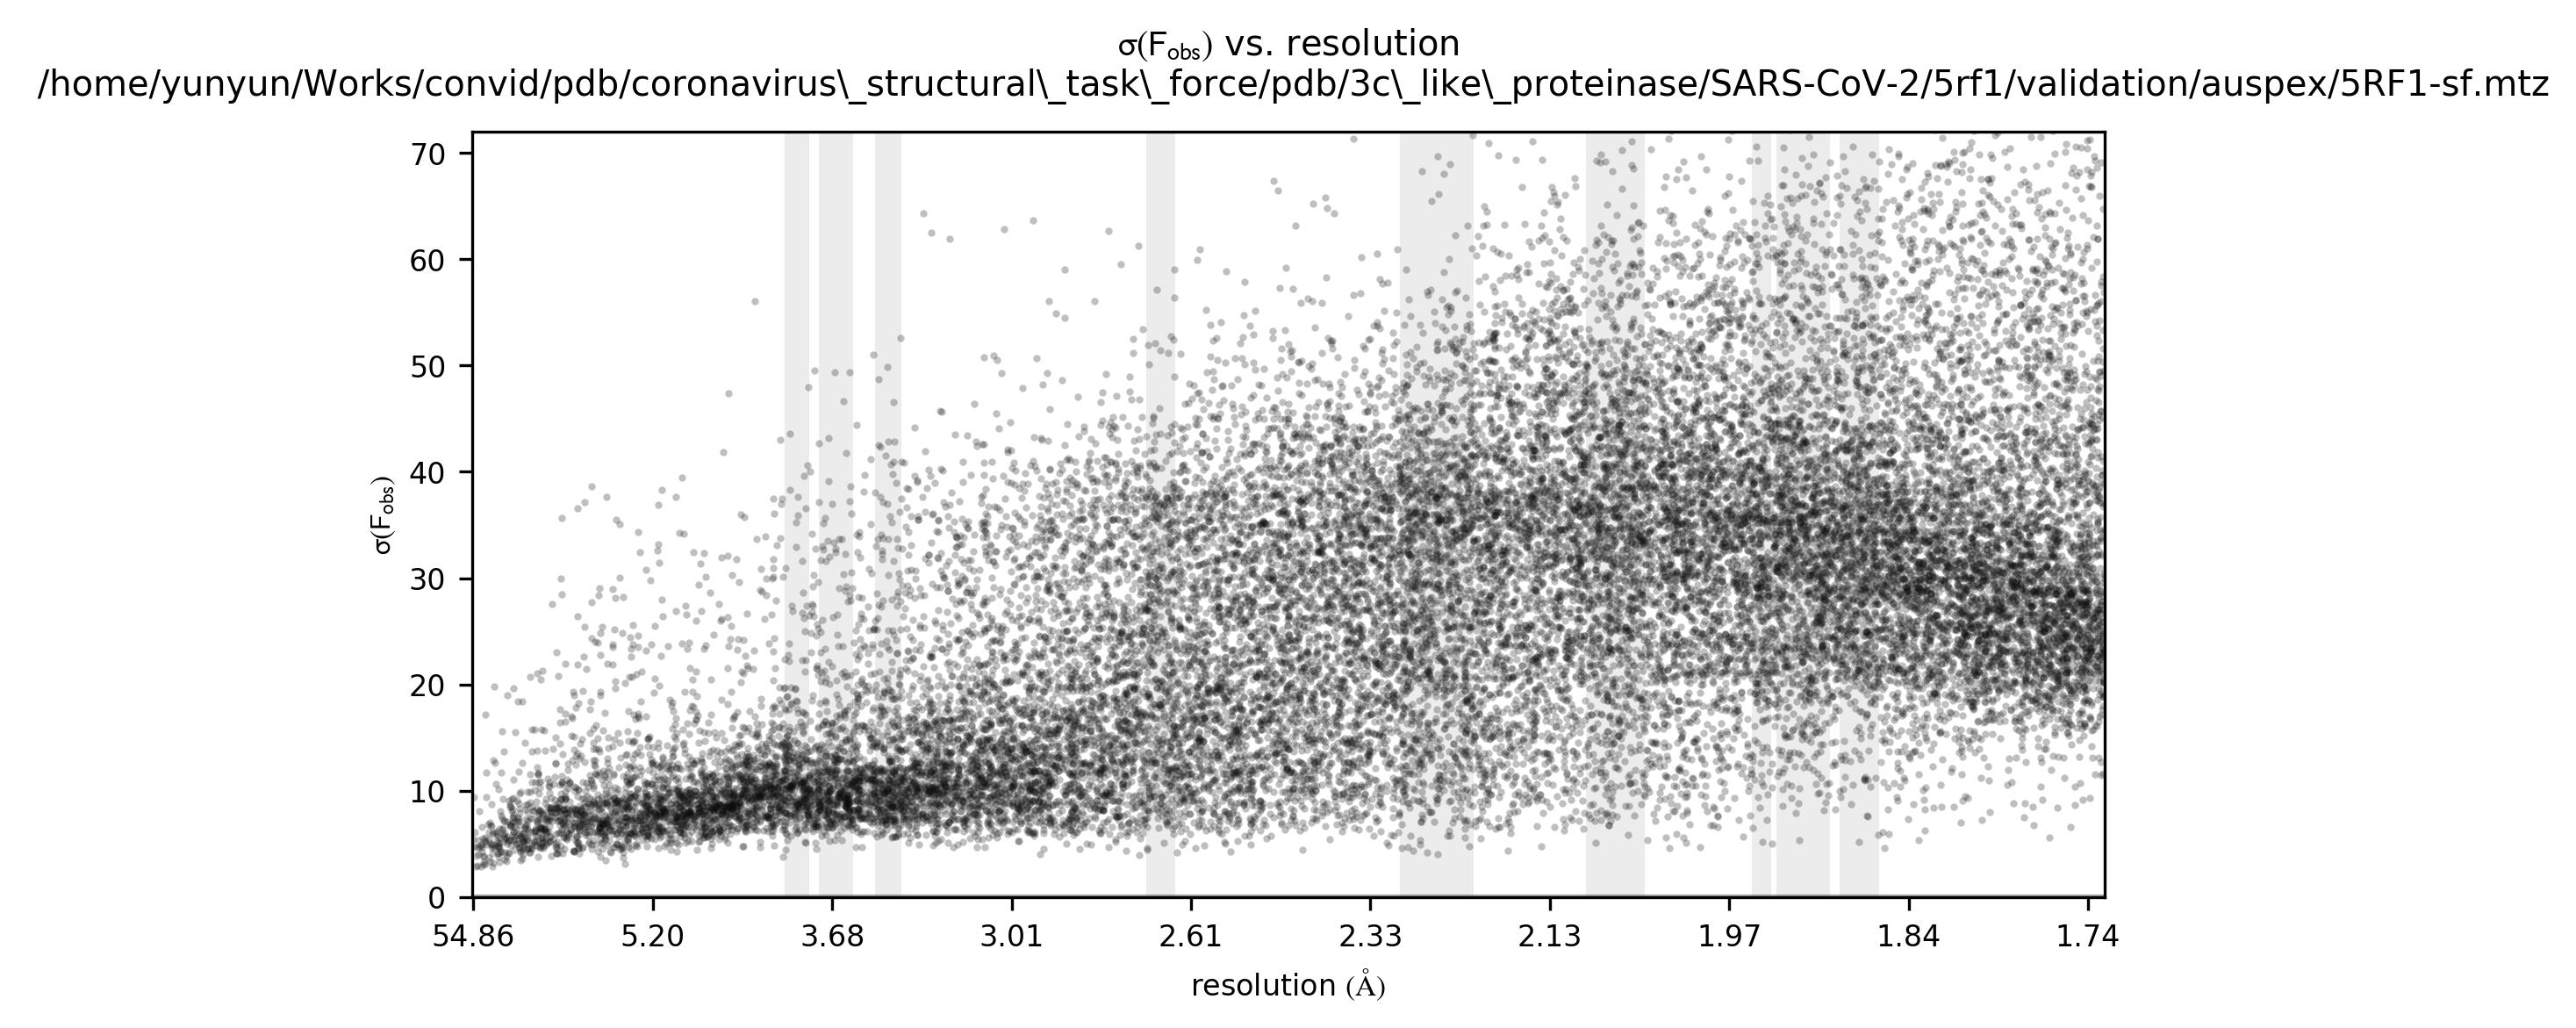 σ(Fobs) vs. resolution
/home/yunyun/Works/convid/pdb/coronavirus\_structural\_task\_force/pdb/3c\_like\_proteinase/SARS-CoV-2/5rf1/validation/auspex/5RF1-sf.mtz
70
60
50
40
30
20
10
0
σ(Fobs)
54.86 5.20 3.68 3.01 2.61 2.33 2.13 1.97 1.84 1.74
resolution (Å)